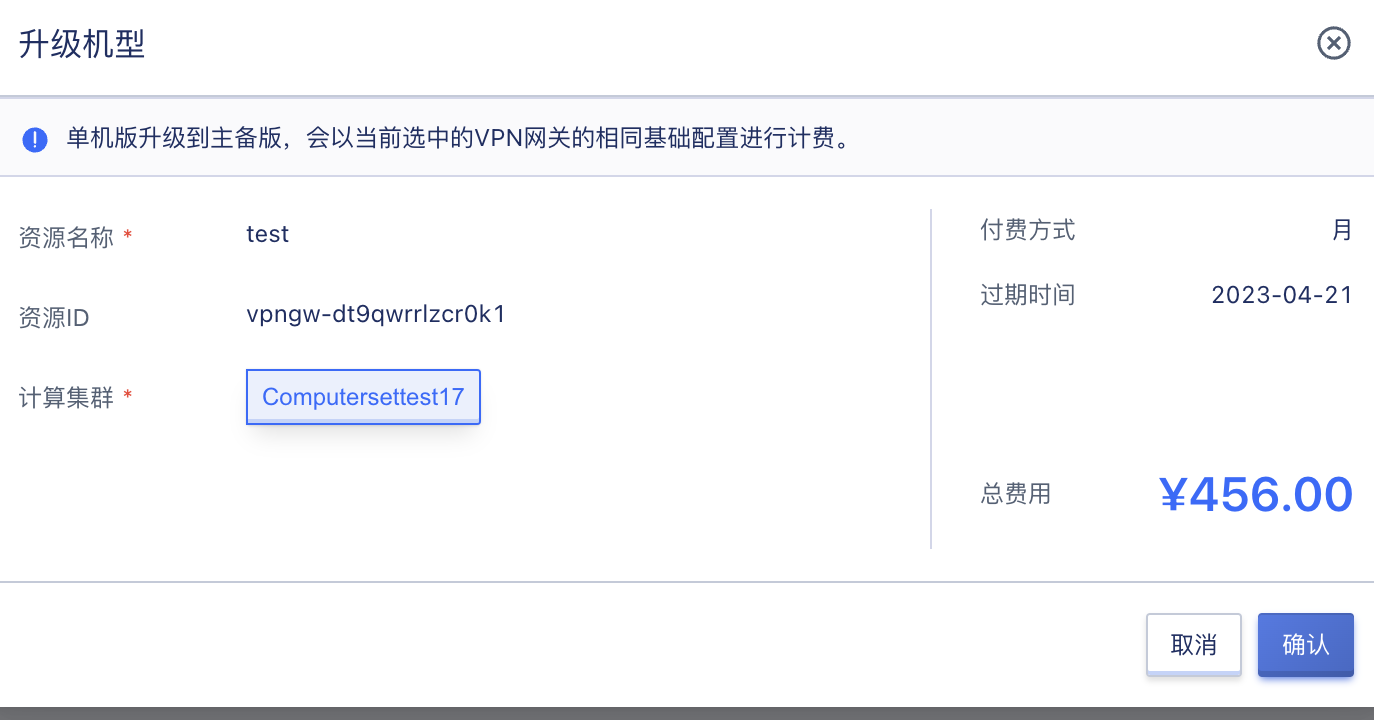 升级机型
单机版升级到主备版，会以当前选中的VPN网关的相同基础配置进行计费。
资源名称 * test
资源ID vpngw-dt9qwrrlzcr0k1
计算集群 * Computersettest17
付费方式 月
过期时间 2023-04-21
总费用 ¥456.00
取消 确认